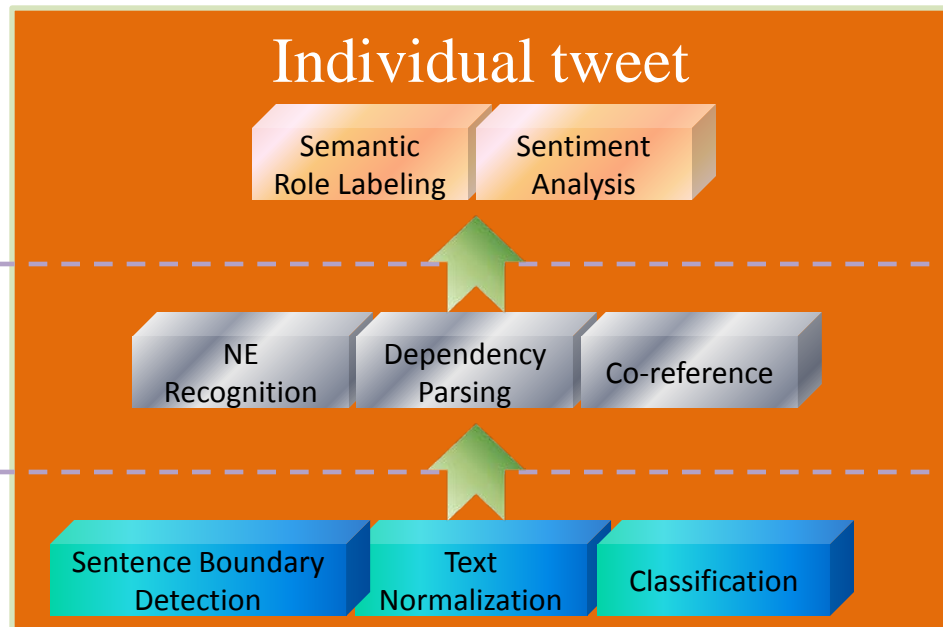 Individual tweet
Semantic
Role Labeling
Sentiment
Analysis
NE
Recognition
Dependency
Parsing
Co-reference
Sentence Boundary
Detection
Text
Normalization
Classification